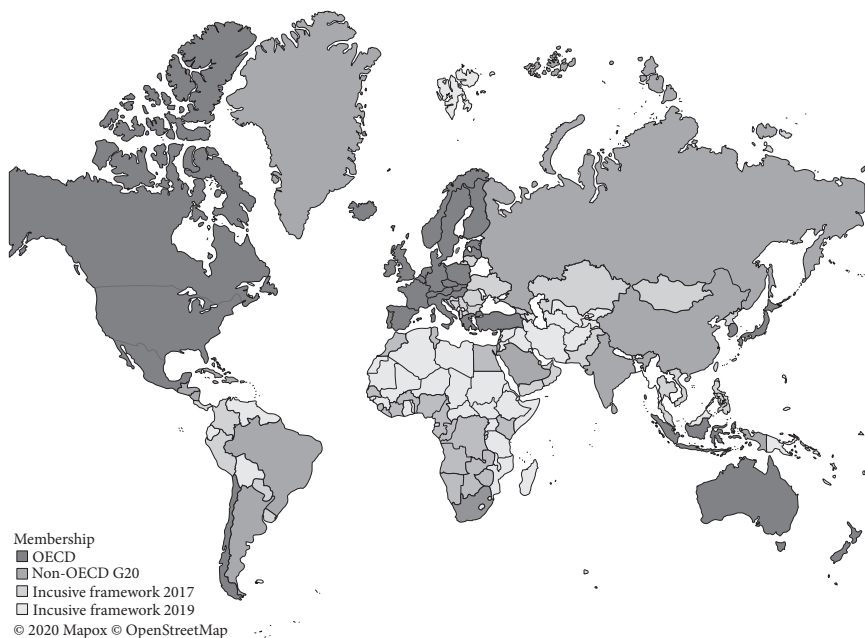 Membership
OECD
Non-OECD G20
Incusive framework 2017
Incusive framework 2019
© 2020 Mapox © OpenStreetMap